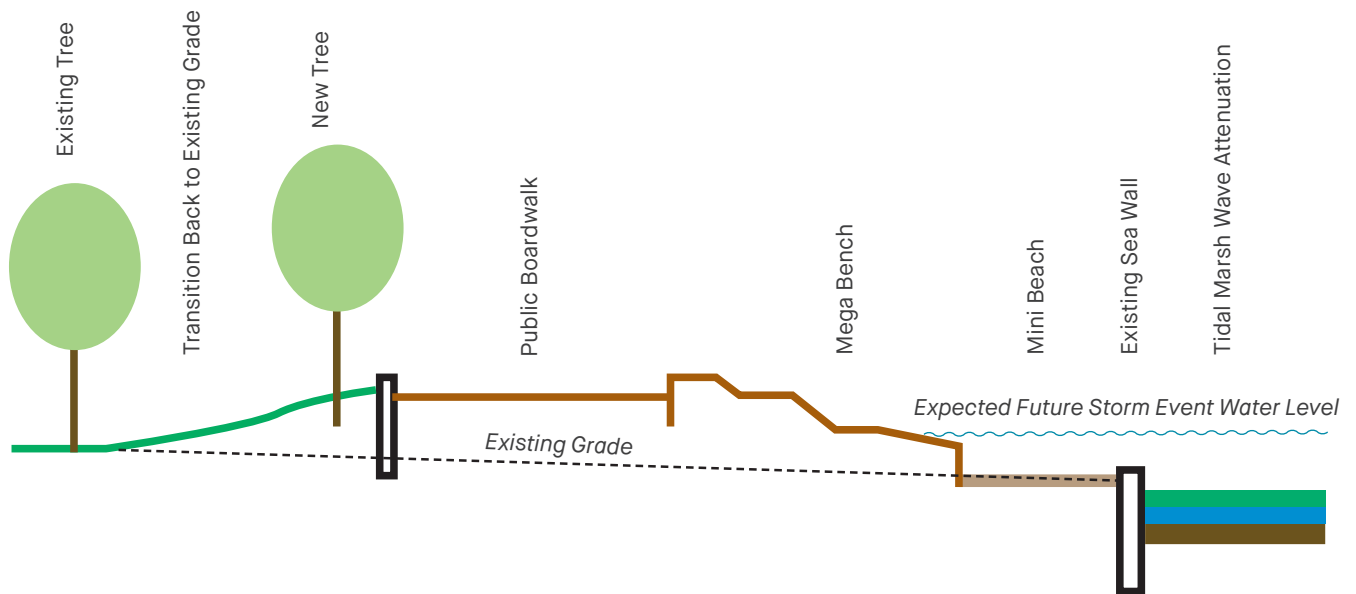 Existing Tree
Transition Back to Existing Grade
New Tree
Public Boardwalk
Mega Bench
Mini Beach
Existing Sea Wall
Tidal Marsh Wave Attenuation
Expected Future Storm Event Water Level
Existing Grade